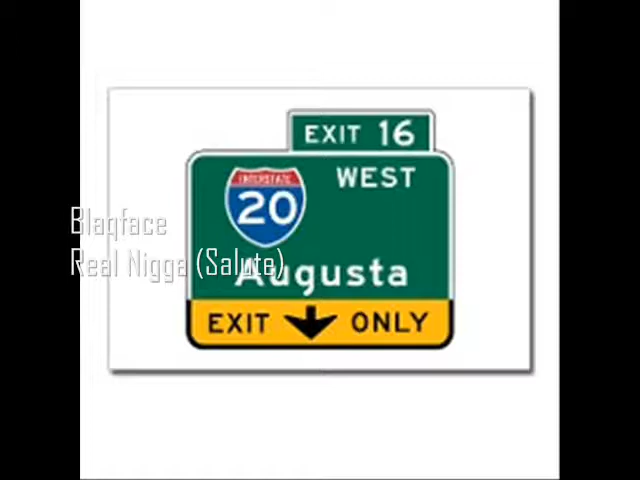 EXIT 16
WEST
INTERSTATE
20
Blaqface
Real Nigga (Salute)
Augusta
EXIT ONLY